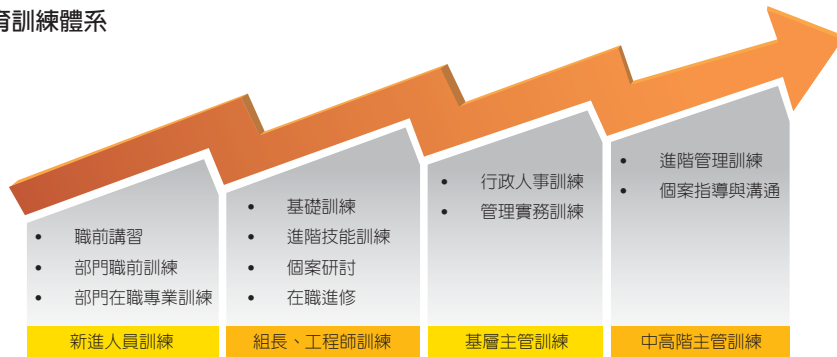 育訓練體系
• 職前講習
• 部門職前訓練
• 部門在職專業訓練
新進人員訓練
• 基礎訓練
• 進階技能訓練
• 個案研討
• 在職進修
組長、工程師訓練
• 行政人事訓練
• 管理實務訓練
基層主管訓練
• 進階管理訓練
• 個案指導與溝通
中高階主管訓練